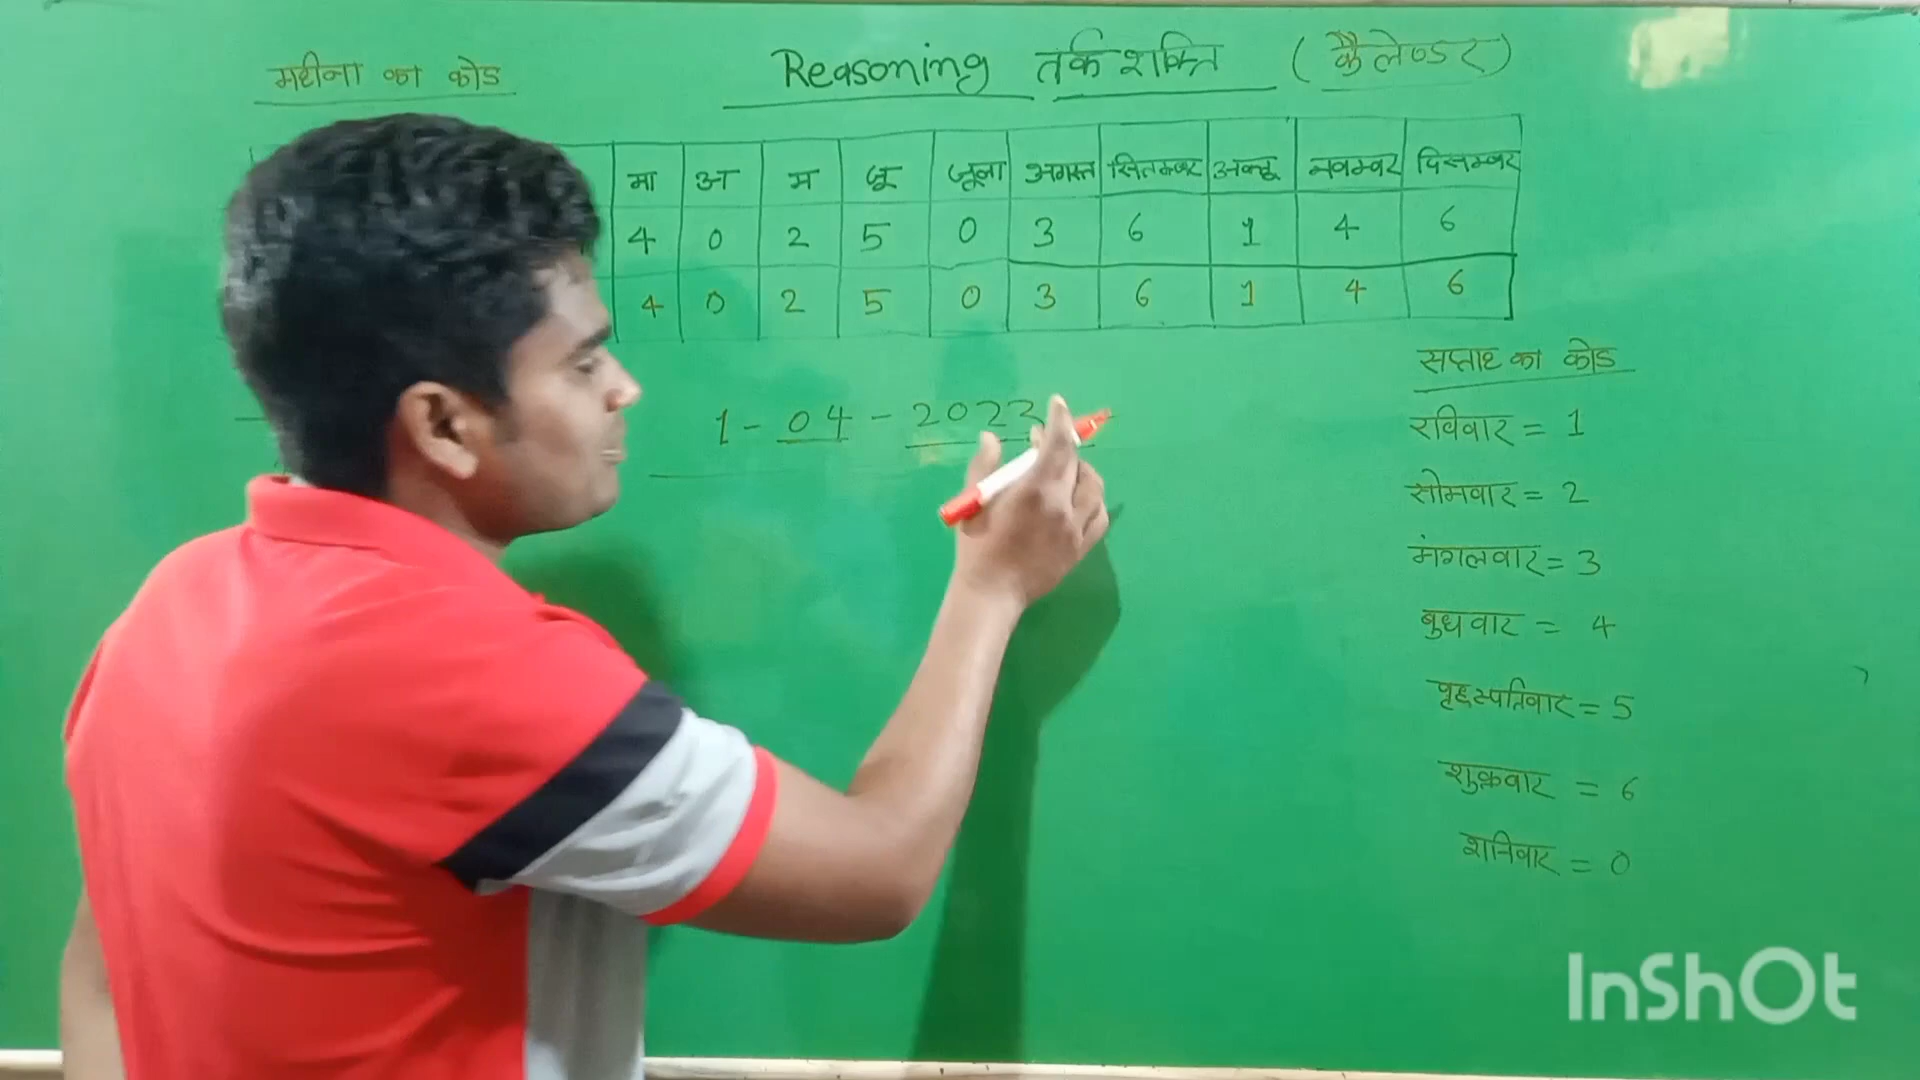 महीना का कोड
Reasoning तर्क शक्ति (कैलेण्डर)
मा अ म जू जूला अगस्त सितम्बर अक्टू नवम्बर दिसम्बर
4 0 2 5 0 3 6 1 4 6
4 0 2 5 0 3 6 1 4 6
1 - 04 - 2023
सप्ताह का कोड
रविवार = 1
सोमवार = 2
मंगलवार = 3
बुधवार = 4
वृहस्पतिवार = 5
शुक्रवार = 6
शनिवार = 0
InShOt